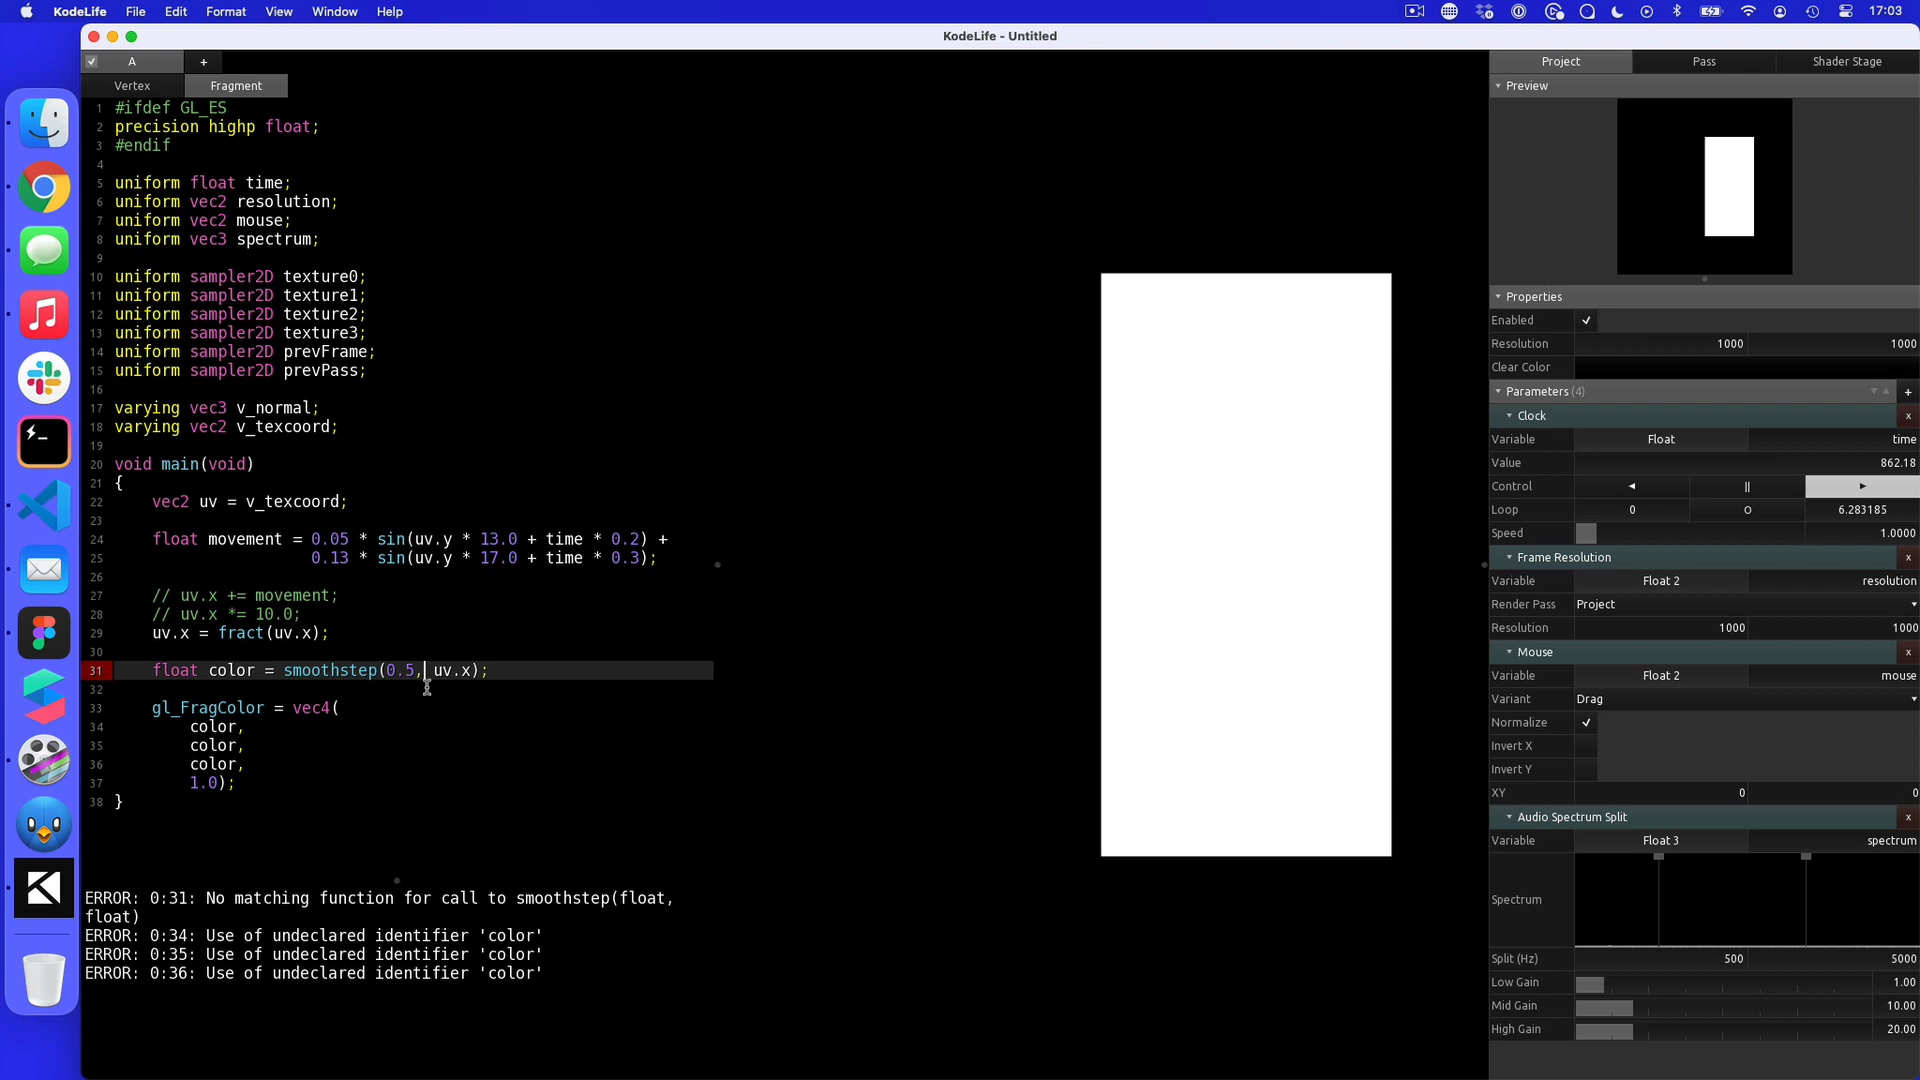 KodeLife File Edit Format View Window Help 17:03
KodeLife - Untitled
A +
Vertex Fragment
1 #ifdef GL_ES
2 precision highp float;
3 #endif
4
5 uniform float time;
6 uniform vec2 resolution;
7 uniform vec2 mouse;
8 uniform vec3 spectrum;
9
10 uniform sampler2D texture0;
11 uniform sampler2D texture1;
12 uniform sampler2D texture2;
13 uniform sampler2D texture3;
14 uniform sampler2D prevFrame;
15 uniform sampler2D prevPass;
16
17 varying vec3 v_normal;
18 varying vec2 v_texcoord;
19
20 void main(void)
21 {
22 vec2 uv = v_texcoord;
23
24 float movement = 0.05 * sin(uv.y * 13.0 + time * 0.2) +
25 0.13 * sin(uv.y * 17.0 + time * 0.3);
26
27 // uv.x += movement;
28 // uv.x *= 10.0;
29 uv.x = fract(uv.x);
30
31 float color = smoothstep(0.5, uv.x);
32
33 gl_FragColor = vec4(
34 color,
35 color,
36 color,
37 1.0);
38 }
ERROR: 0:31: No matching function for call to smoothstep(float,
float)
ERROR: 0:34: Use of undeclared identifier 'color'
ERROR: 0:35: Use of undeclared identifier 'color'
ERROR: 0:36: Use of undeclared identifier 'color'
Project Pass Shader Stage
Preview
Properties
Enabled
Resolution 1000 1000
Clear Color
Parameters (4) +
Clock x
Variable Float time
Value 862.18
Control
Loop 0 O 6.283185
Speed 1.0000
Frame Resolution x
Variable Float 2 resolution
Render Pass Project
Resolution 1000 1000
Mouse x
Variable Float 2 mouse
Variant Drag
Normalize
Invert X
Invert Y
XY 0 0
Audio Spectrum Split x
Variable Float 3 spectrum
Spectrum
Split (Hz) 500 5000
Low Gain 1.00
Mid Gain 10.00
High Gain 20.00